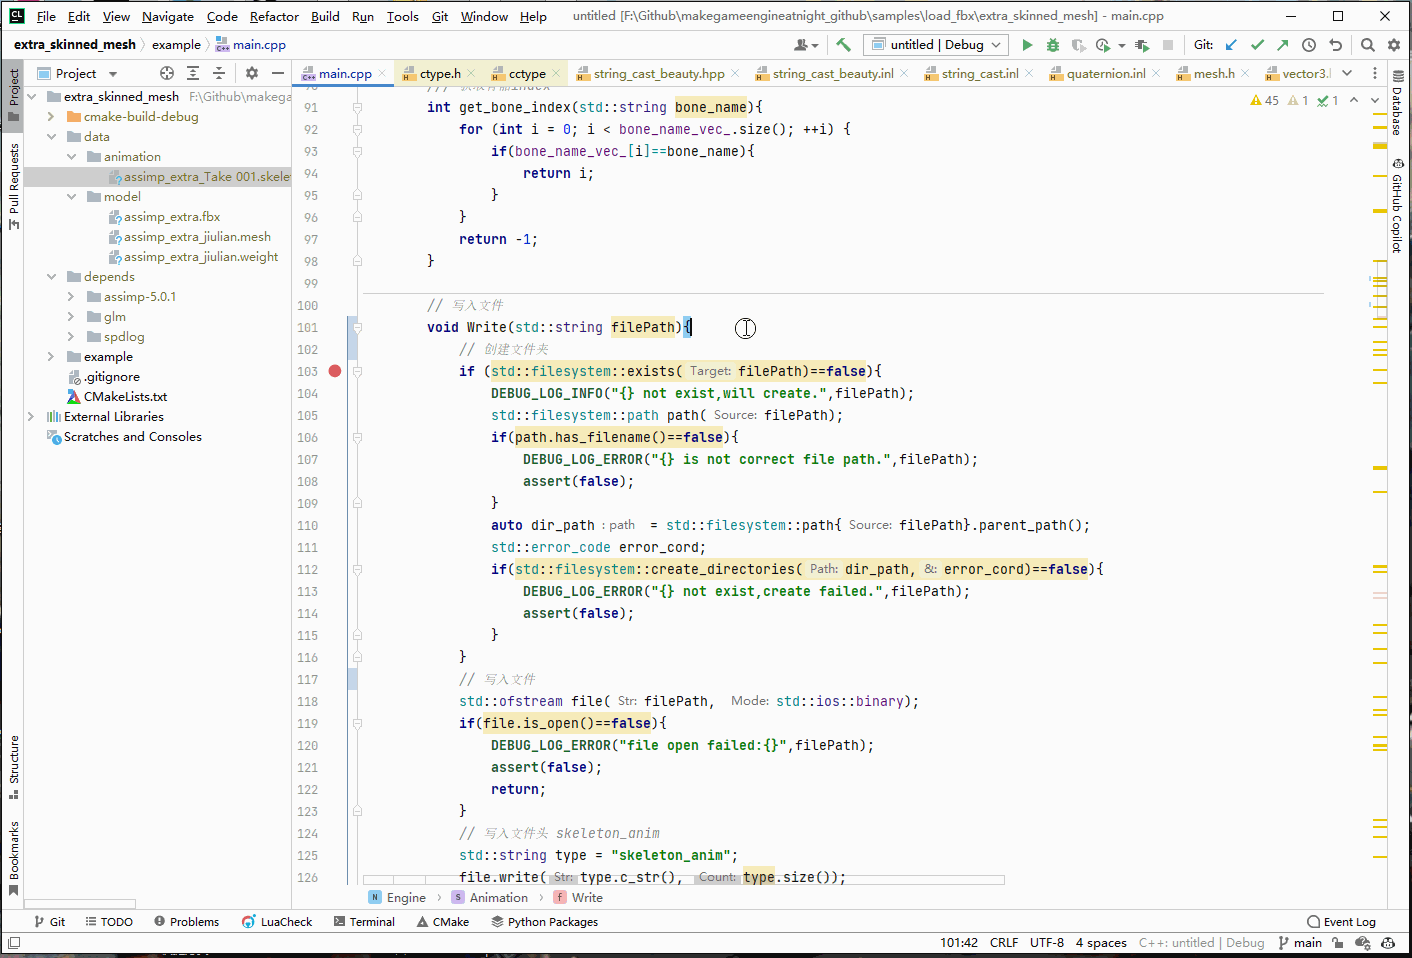 File Edit View Navigate Code Refactor Build Run Tools Git Window Help untitled [F:\Github\makegameengineatnight_github\samples\load_fbx\extra_skinned_mesh] - main.cpp
extra_skinned_mesh example main.cpp untitled | Debug Git:
Project main.cpp ctype.h cctype string_cast_beauty.hpp string_cast_beauty.inl string_cast.inl quaternion.inl mesh.h vector3.
Project
Pull Requests
Structure
Bookmarks
extra_skinned_mesh F:\Github\makega
cmake-build-debug
data
animation
assimp_extra_Take 001.skele
model
assimp_extra.fbx
assimp_extra_jiulian.mesh
assimp_extra_jiulian.weight
depends
assimp-5.0.1
glm
spdlog
example
.gitignore
CMakeLists.txt
External Libraries
Scratches and Consoles
45 1 1
91 int get_bone_index(std::string bone_name){
92 for (int i = 0; i < bone_name_vec_.size(); ++i) {
93 if(bone_name_vec_[i]==bone_name){
94 return i;
95 }
96 }
97 return -1;
98 }
99
100 // 写入文件
101 void Write(std::string filePath){
102 // 创建文件夹
103 if (std::filesystem::exists( Target: filePath)==false){
104 DEBUG_LOG_INFO("{} not exist,will create.",filePath);
105 std::filesystem::path path( Source: filePath);
106 if(path.has_filename()==false){
107 DEBUG_LOG_ERROR("{} is not correct file path.",filePath);
108 assert(false);
109 }
110 auto dir_path :path = std::filesystem::path{ Source: filePath}.parent_path();
111 std::error_code error_cord;
112 if(std::filesystem::create_directories( Path: dir_path, &: error_cord)==false){
113 DEBUG_LOG_ERROR("{} not exist,create failed.",filePath);
114 assert(false);
115 }
116 }
117 // 写入文件
118 std::ofstream file( Str: filePath, Mode: std::ios::binary);
119 if(file.is_open()==false){
120 DEBUG_LOG_ERROR("file open failed:{}",filePath);
121 assert(false);
122 return;
123 }
124 // 写入文件头 skeleton_anim
125 std::string type = "skeleton_anim";
126 file.write( Str: type.c_str(), Count: type.size());
Database
GitHub Copilot
N Engine S Animation f Write
Git TODO Problems LuaCheck Terminal CMake Python Packages Event Log
101:42 CRLF UTF-8 4 spaces C++: untitled | Debug main